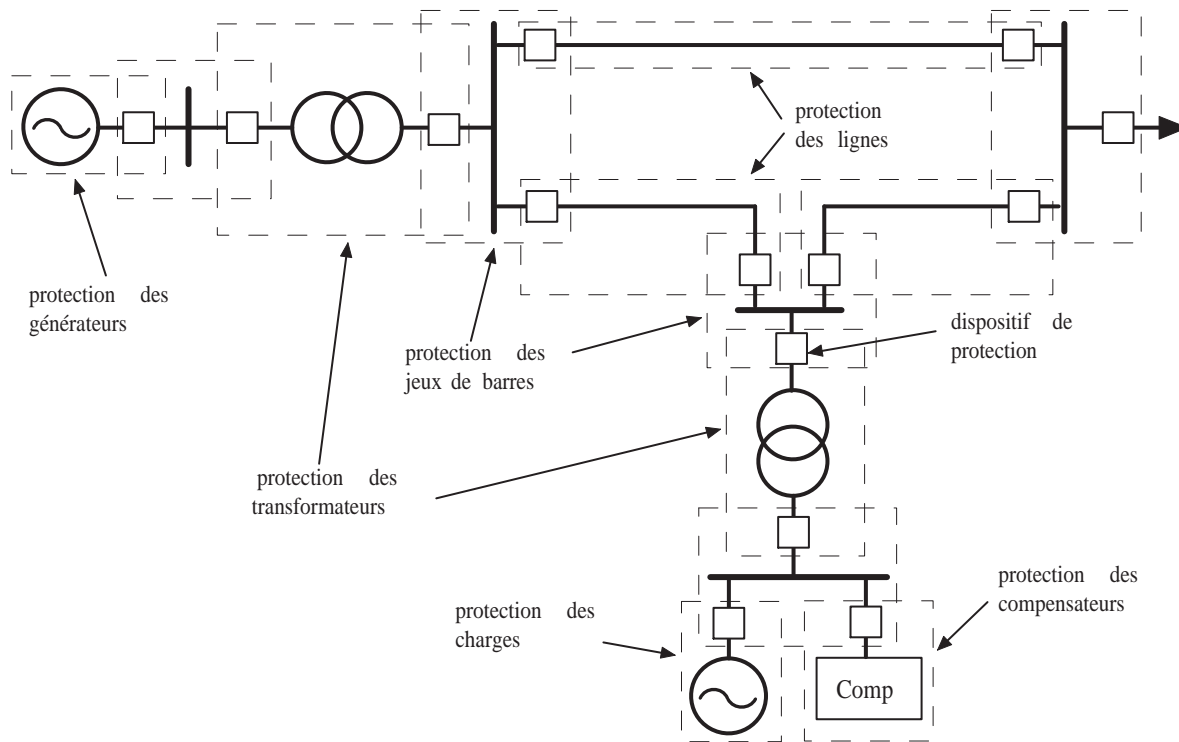 protection
des lignes
protection des
générateurs
protection des
jeux de barres
dispositif de
protection
protection des
transformateurs
protection des
compensateurs
protection des
charges
Comp